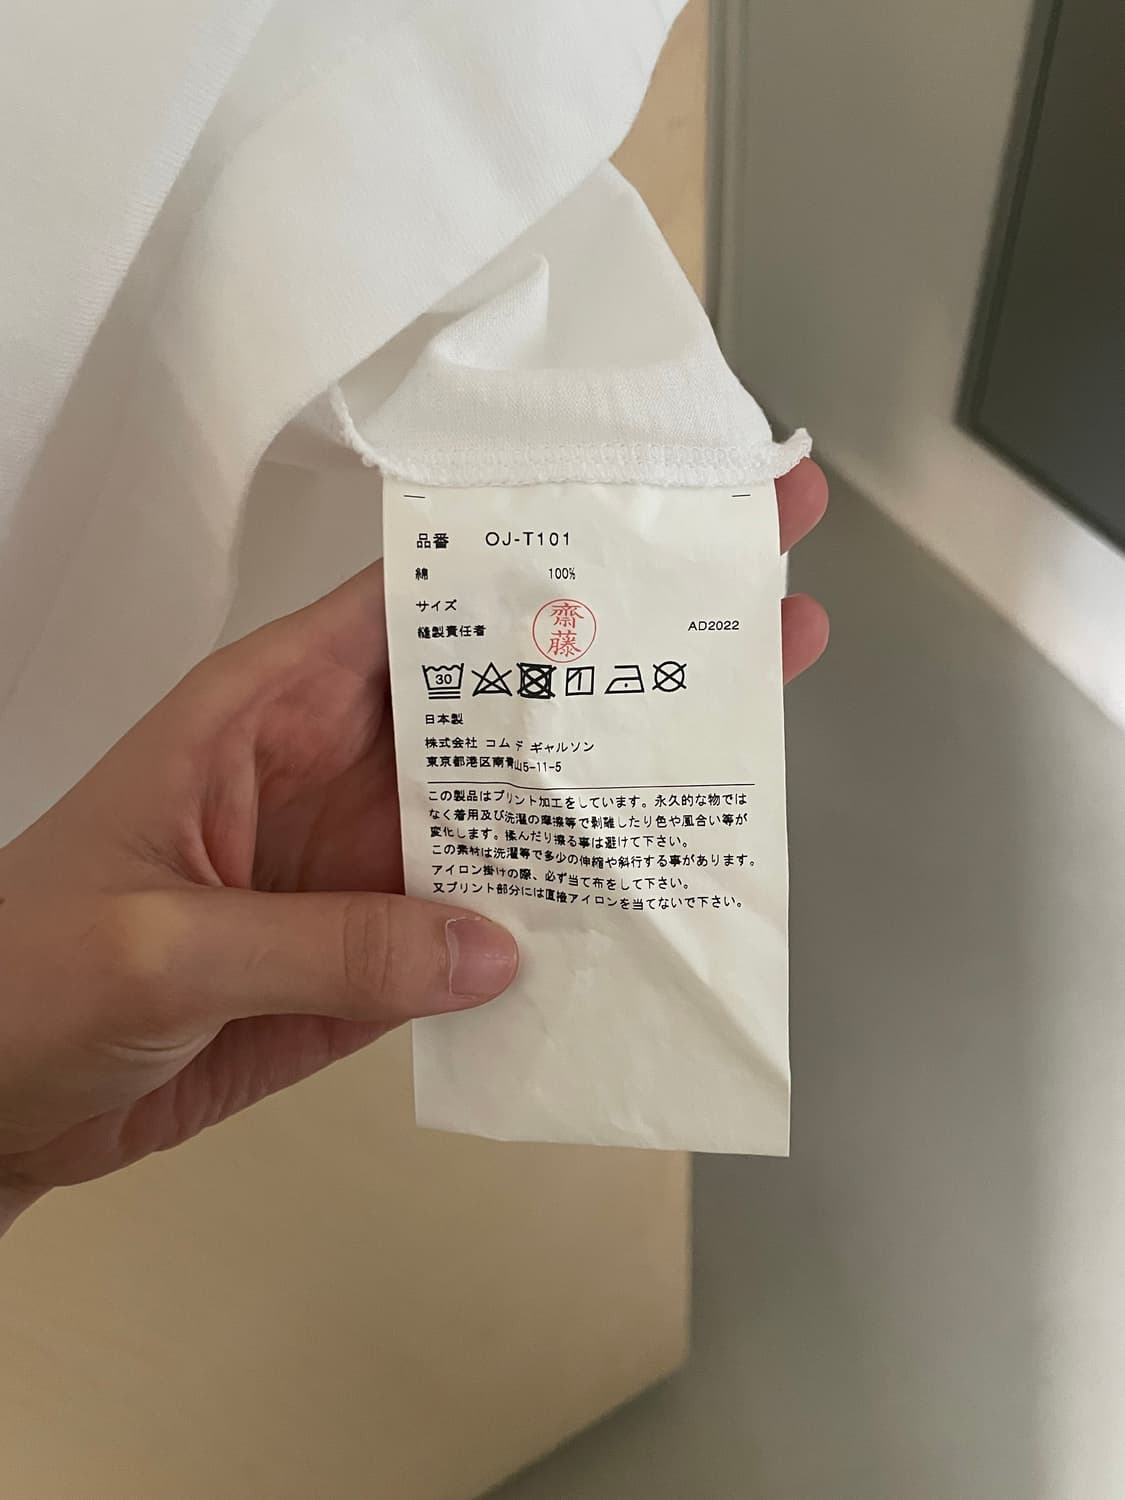 品番 OJ-T101
綿 100%
サイズ
縫製責任者 齋藤 AD2022
30
日本製
株式会社 コム デ ギャルソン
東京都港区南青山5-11-5
この製品はプリント加工をしています。永久的な物では
なく着用及び洗濯の摩擦等で剥離したり色や風合い等が
変化します。揉んだり擦る事は避けて下さい。
この素材は洗濯等で多少の伸縮や斜行する事があります。
アイロン掛けの際、必ず当て布をして下さい。
又プリント部分には直接アイロンを当てないで下さい。